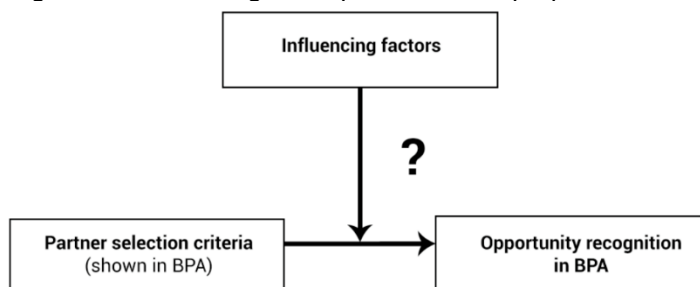 Influencing factors
?
Partner selection criteria
(shown in BPA)
Opportunity recognition
in BPA